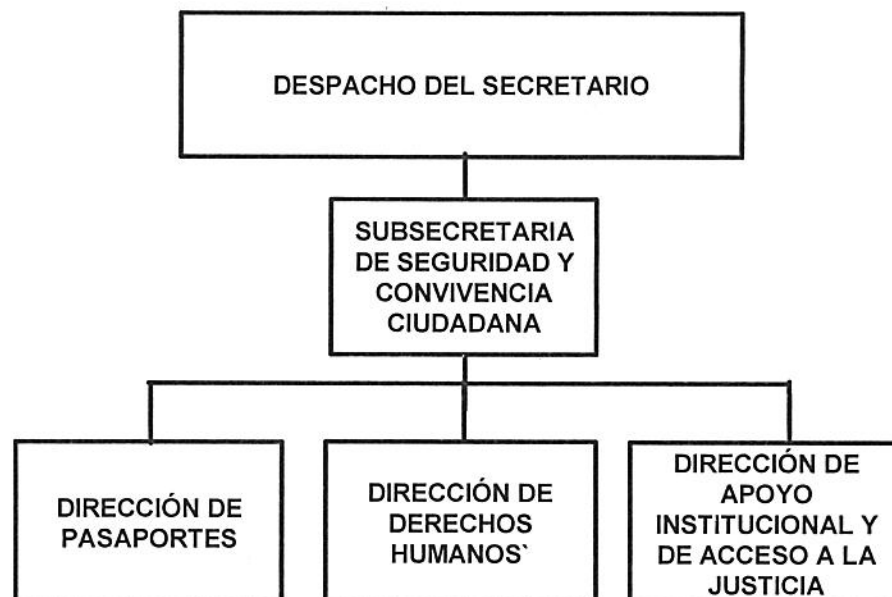 DESPACHO DEL SECRETARIO
SUBSECRETARIA
DE SEGURIDAD Y
CONVIVENCIA
CIUDADANA
DIRECCIÓN DE
PASAPORTES
DIRECCIÓN DE
DERECHOS
HUMANOS`
DIRECCIÓN DE
APOYO
INSTITUCIONAL Y
DE ACCESO A LA
JUSTICIA